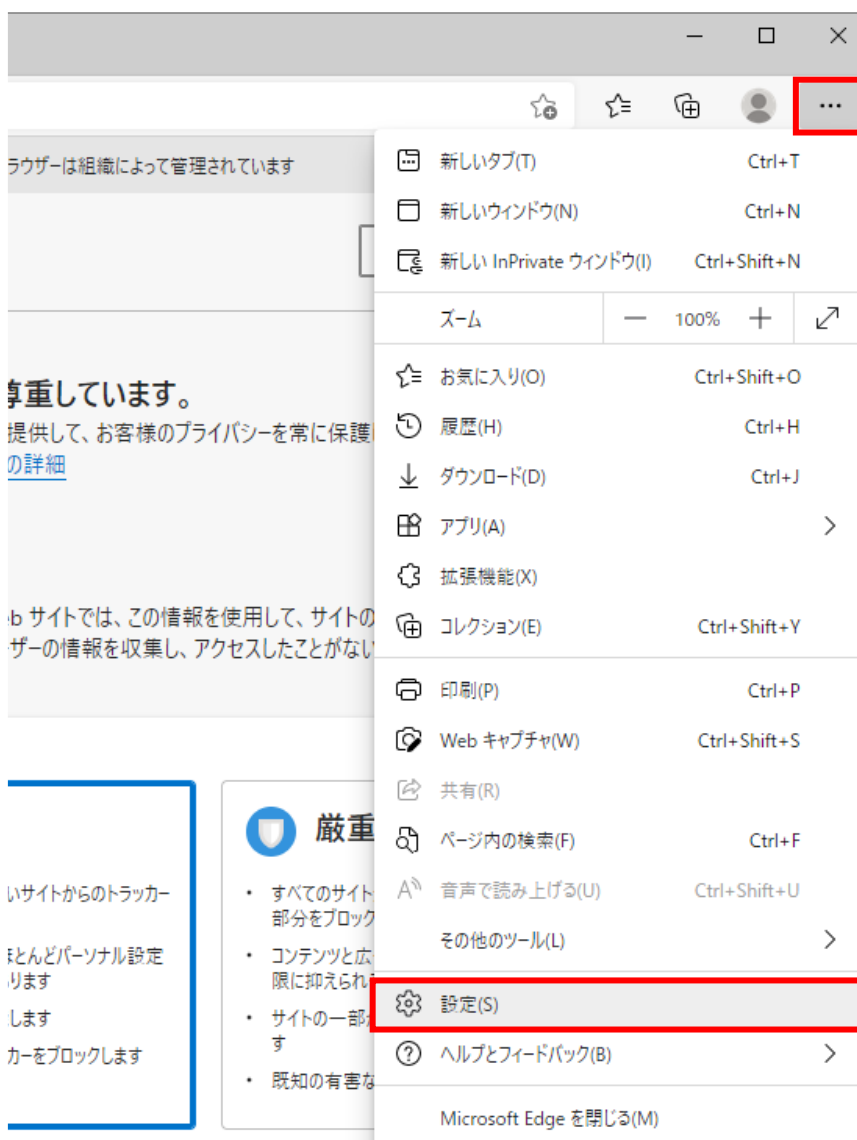 ラウザーは組織によって管理されています
尊重しています。
提供して、お客様のプライバシーを常に保護
の詳細
eb サイトでは、この情報を使用して、サイトの
ザーの情報を収集し、アクセスしたことがない
いサイトからのトラッカー
ほとんどパーソナル設定
ります
します
カーをブロックします
厳重
• すべてのサイト
部分をブロック
• コンテンツと広
限に抑えられ
• サイトの一部
す
• 既知の有害な
新しいタブ(T) Ctrl+T
新しいウィンドウ(N) Ctrl+N
新しい InPrivate ウィンドウ(I) Ctrl+Shift+N
ズーム — 100% +
お気に入り(O) Ctrl+Shift+O
履歴(H) Ctrl+H
ダウンロード(D) Ctrl+J
アプリ(A)
拡張機能(X)
コレクション(E) Ctrl+Shift+Y
印刷(P) Ctrl+P
Web キャプチャ(W) Ctrl+Shift+S
共有(R)
ページ内の検索(F) Ctrl+F
音声で読み上げる(U) Ctrl+Shift+U
その他のツール(L)
設定(S)
ヘルプとフィードバック(B)
Microsoft Edge を閉じる(M)